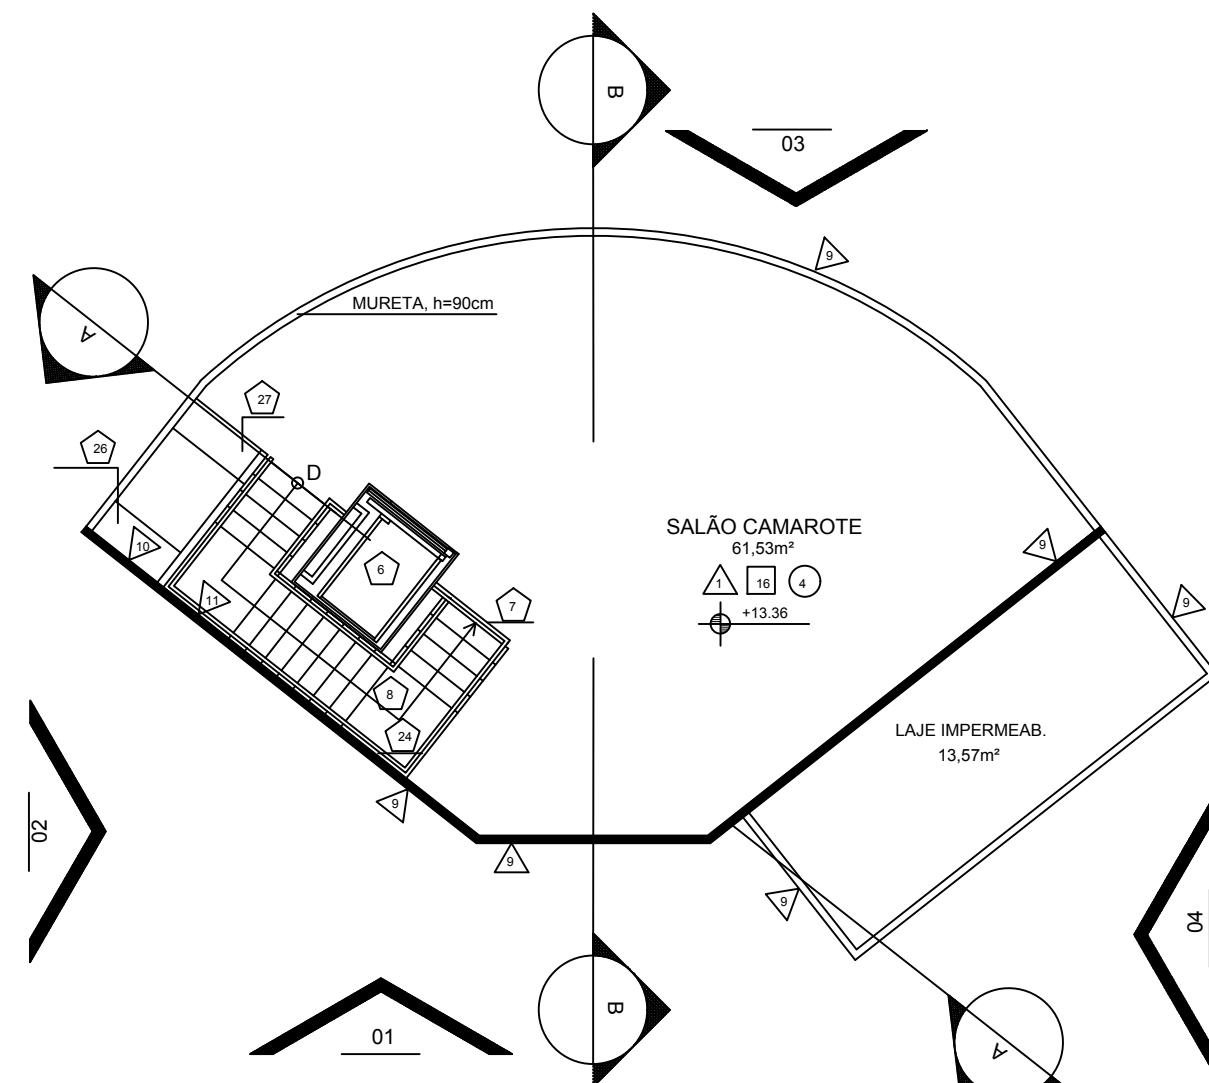 B
03
9
MURETA, h=90cm
A
27
26
D
SALÃO CAMAROTE
61,53m²
10
6
9
1 16 4
11
7
9
+13.36
8
24
LAJE IMPERMEAB.
13,57m²
9
02
9
9
04
B
01
A